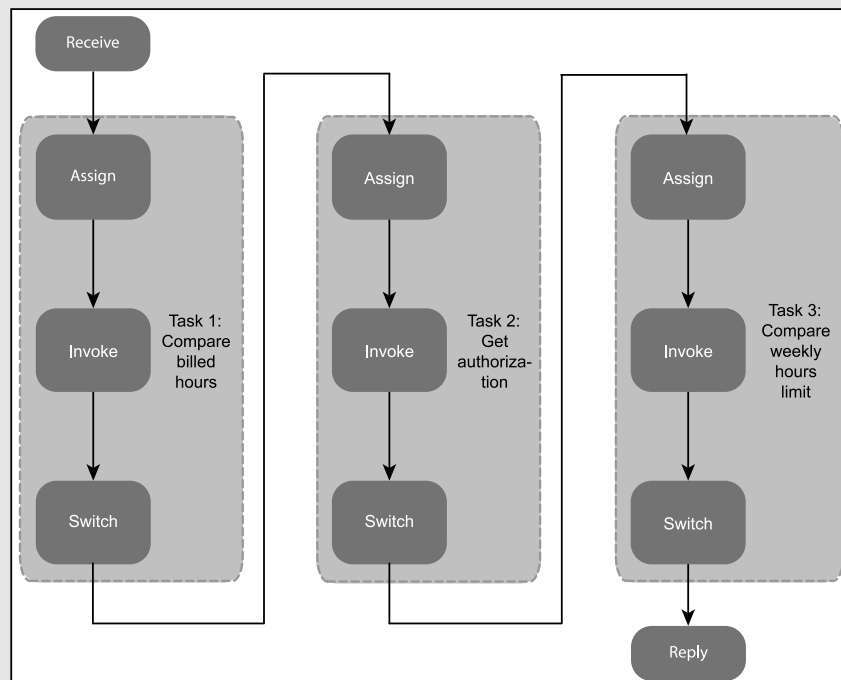 Receive
Assign
Invoke
Task 1:
Compare
billed
hours
Switch
Assign
Invoke
Task 2:
Get
authoriza-
tion
Switch
Assign
Invoke
Task 3:
Compare
weekly
hours
limit
Switch
Reply